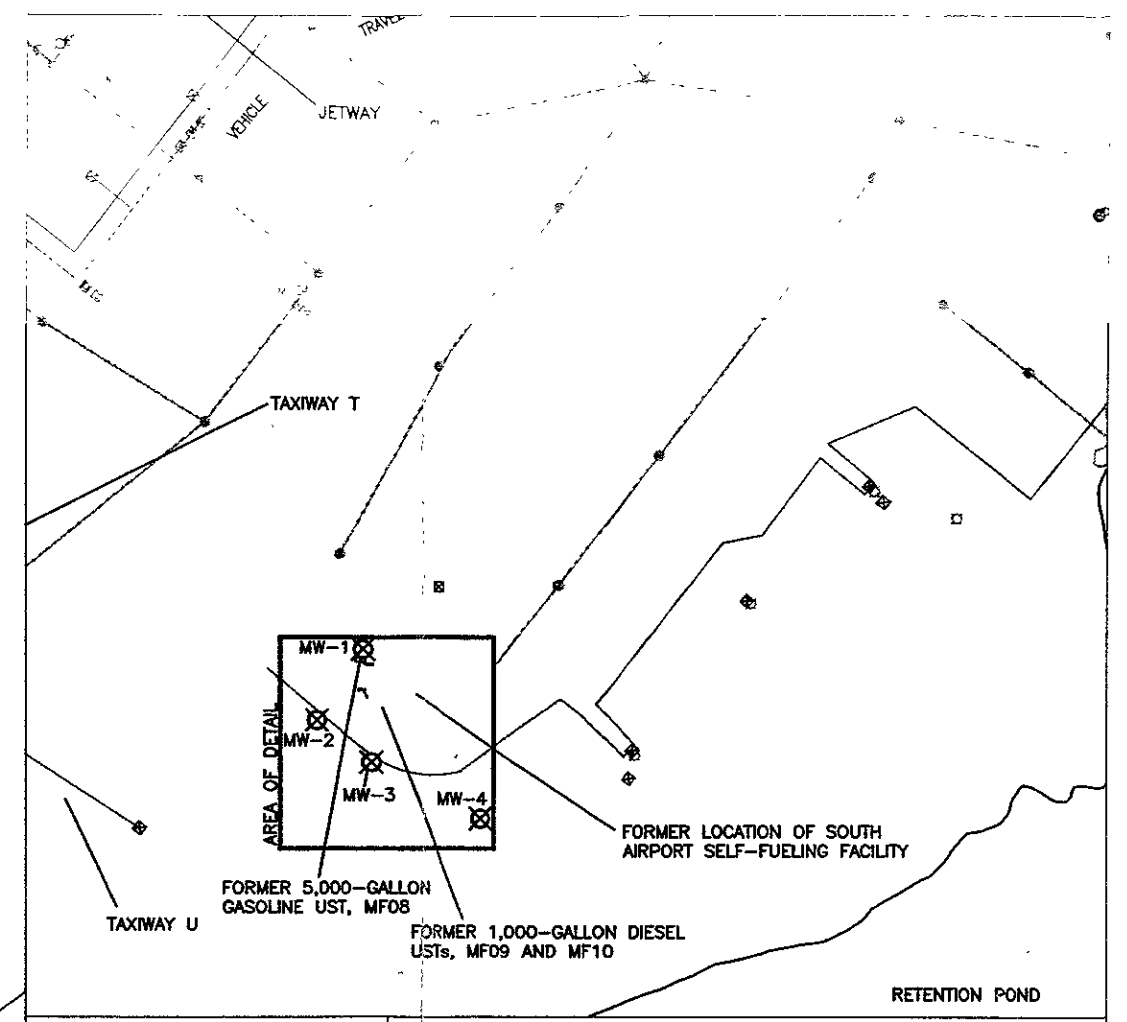 TRAVEL
VEHICLE
JETWAY
TAXIWAY T
MW-1
AREA OF DETAIL
MW-2
MW-3
MW-4
FORMER LOCATION OF SOUTH
AIRPORT SELF-FUELING FACILITY
FORMER 5,000-GALLON
GASOLINE UST, MF08
TAXIWAY U
FORMER 1,000-GALLON DIESEL
USTs, MF09 AND MF10
RETENTION POND